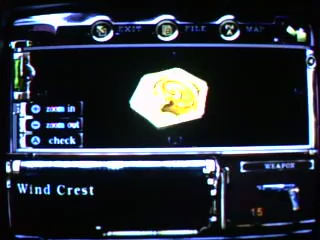 EXIT FILE MAP
zoom in
zoom out
A check
Wind Crest
WEAPON
15